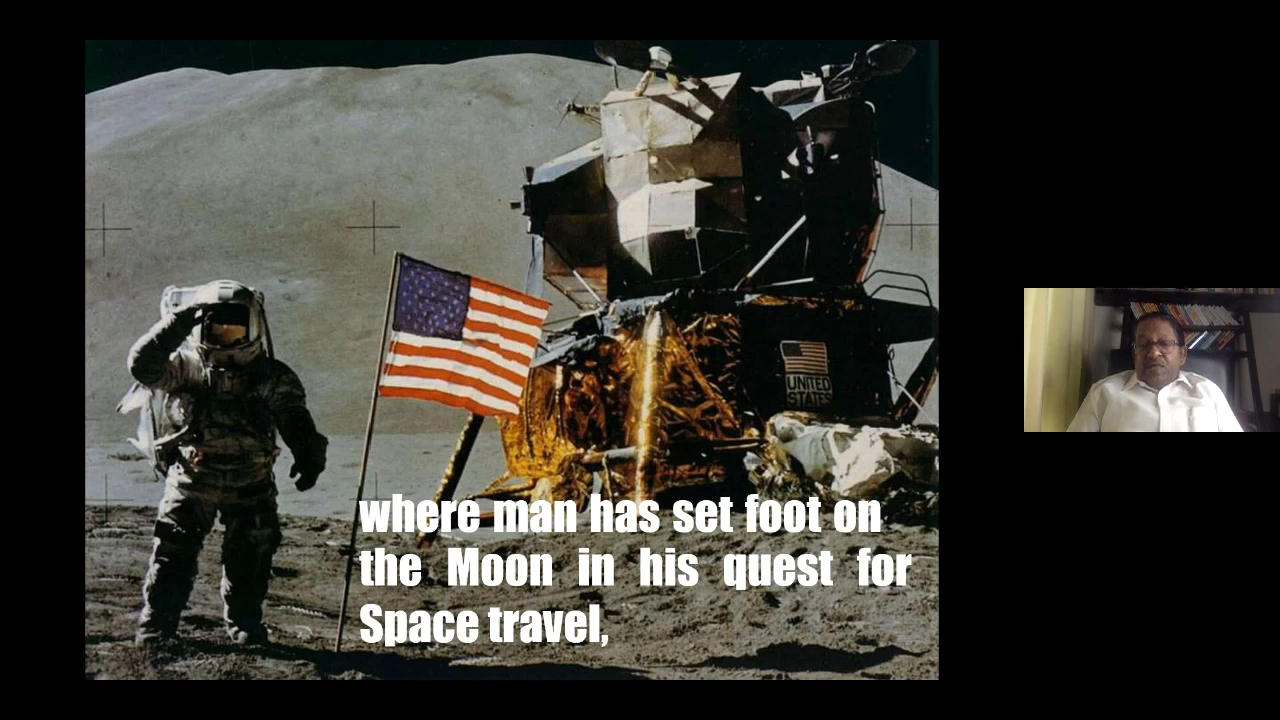 UNITED
STATES
where man has set foot on
the Moon in his quest for
Space travel,